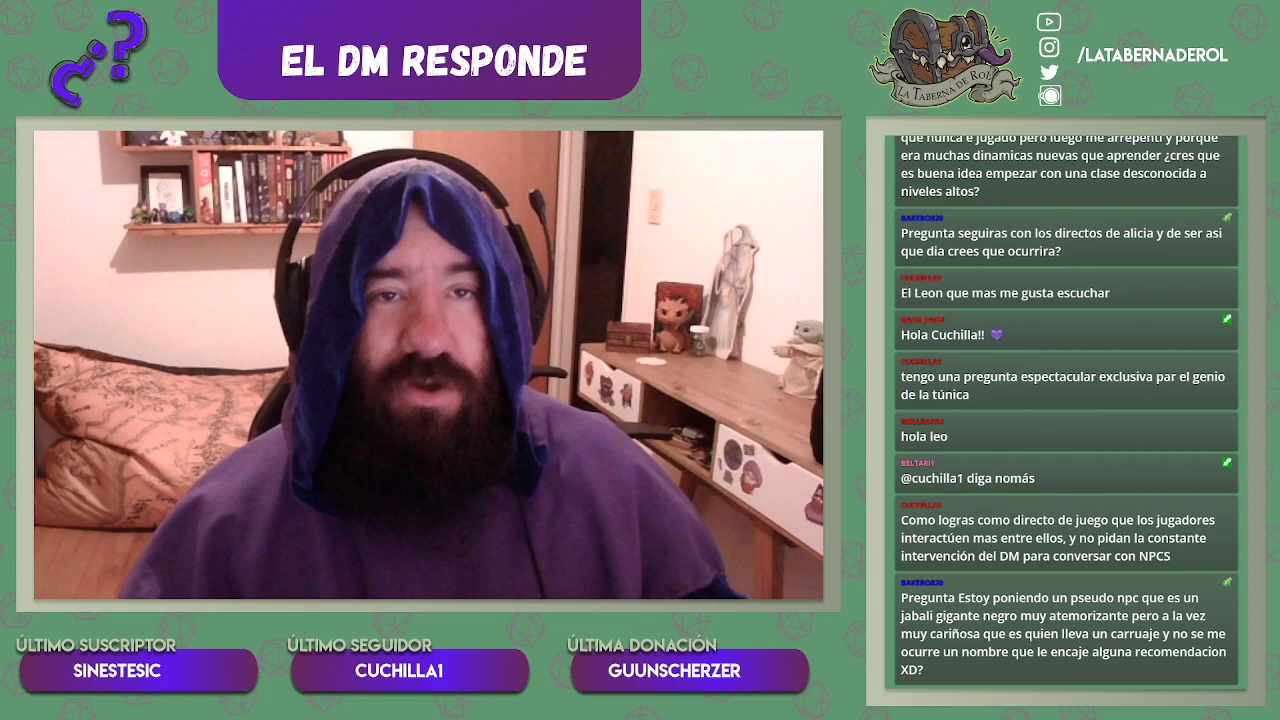 ¿?
EL DM RESPONDE
LA TABERNA DE ROL
/LATABERNADEROL
que nunca e jugado pero luego me arrepenti y porque
era muchas dinamicas nuevas que aprender ¿cres que
es buena idea empezar con una clase desconocida a
niveles altos?
BAKERO820
Pregunta seguiras con los directos de alicia y de ser asi
que dia crees que ocurrira?
CUCHILLA1
El Leon que mas me gusta escuchar
Hola Cuchilla!! 💜
CUCHILLA1
tengo una pregunta espectacular exclusiva par el genio
de la túnica
hola leo
BELTARI1
@cuchilla1 diga nomás
CUCHILLA1
Como logras como directo de juego que los jugadores
interactúen mas entre ellos, y no pidan la constante
intervención del DM para conversar con NPCS
BAKERO820
Pregunta Estoy poniendo un pseudo npc que es un
jabali gigante negro muy atemorizante pero a la vez
muy cariñosa que es quien lleva un carruaje y no se me
ocurre un nombre que le encaje alguna recomendacion
XD?
ÚLTIMO SUSCRIPTOR
SINESTESIC
ÚLTIMO SEGUIDOR
CUCHILLA1
ÚLTIMA DONACIÓN
GUUNSCHERZER